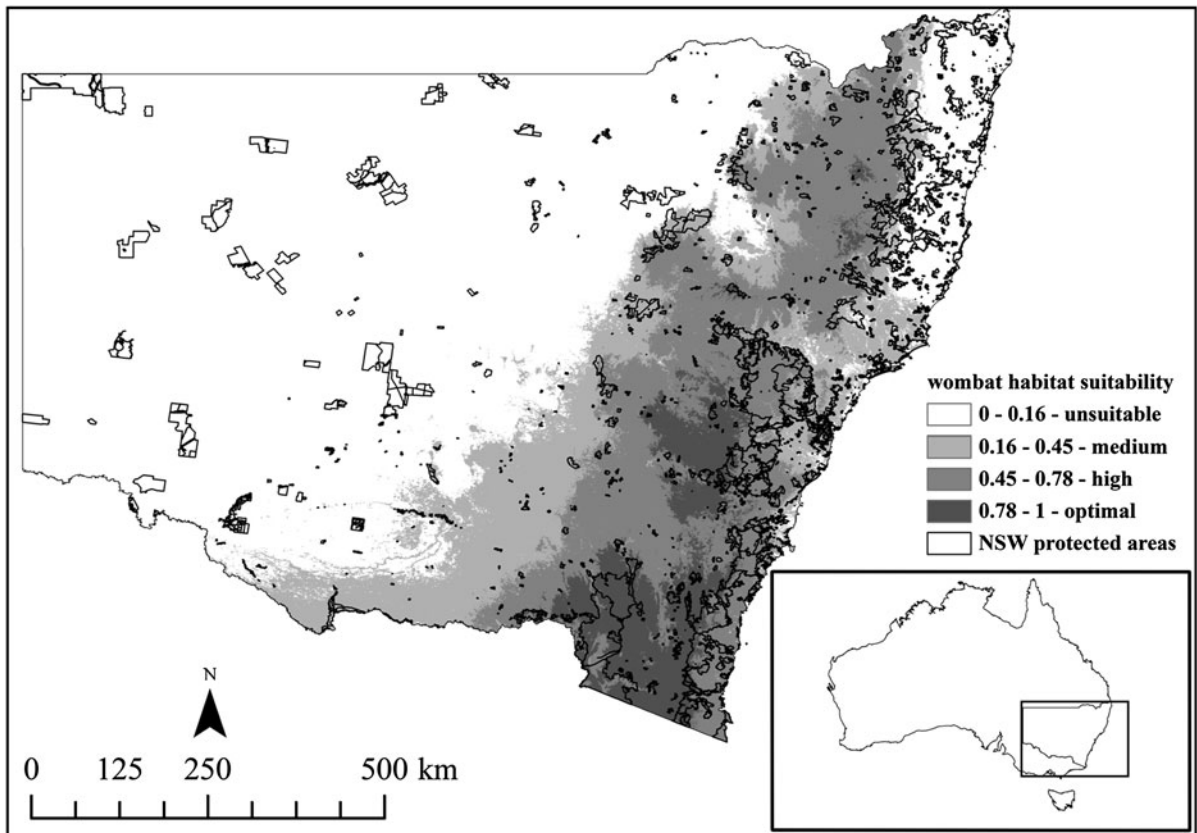 wombat habitat suitability
0 - 0.16 - unsuitable
0.16 - 0.45 - medium
0.45 - 0.78 - high
0.78 - 1 - optimal
NSW protected areas
N
0 125 250 500 km